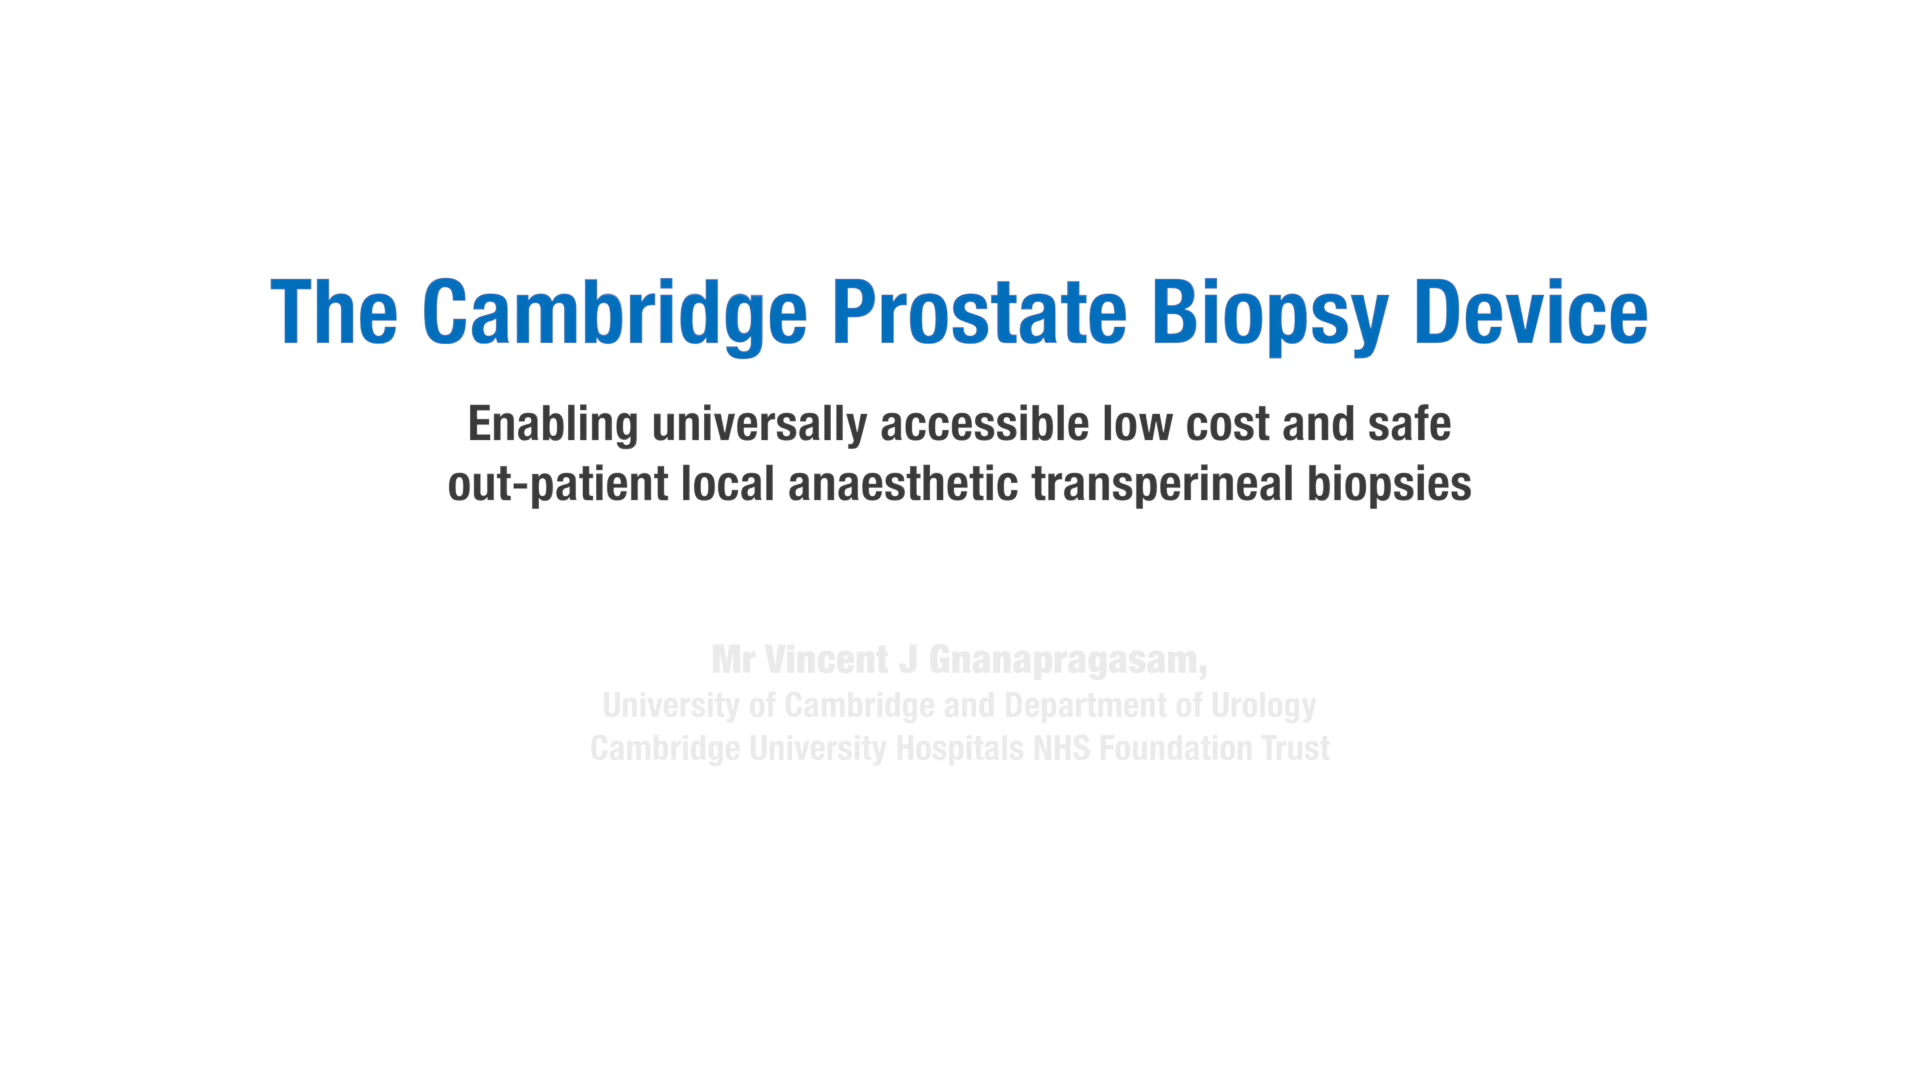 The Cambridge Prostate Biopsy Device
Enabling universally accessible low cost and safe
out-patient local anaesthetic transperineal biopsies
Mr Vincent J Gnanapragasam,
University of Cambridge and Department of Urology
Cambridge University Hospitals NHS Foundation Trust